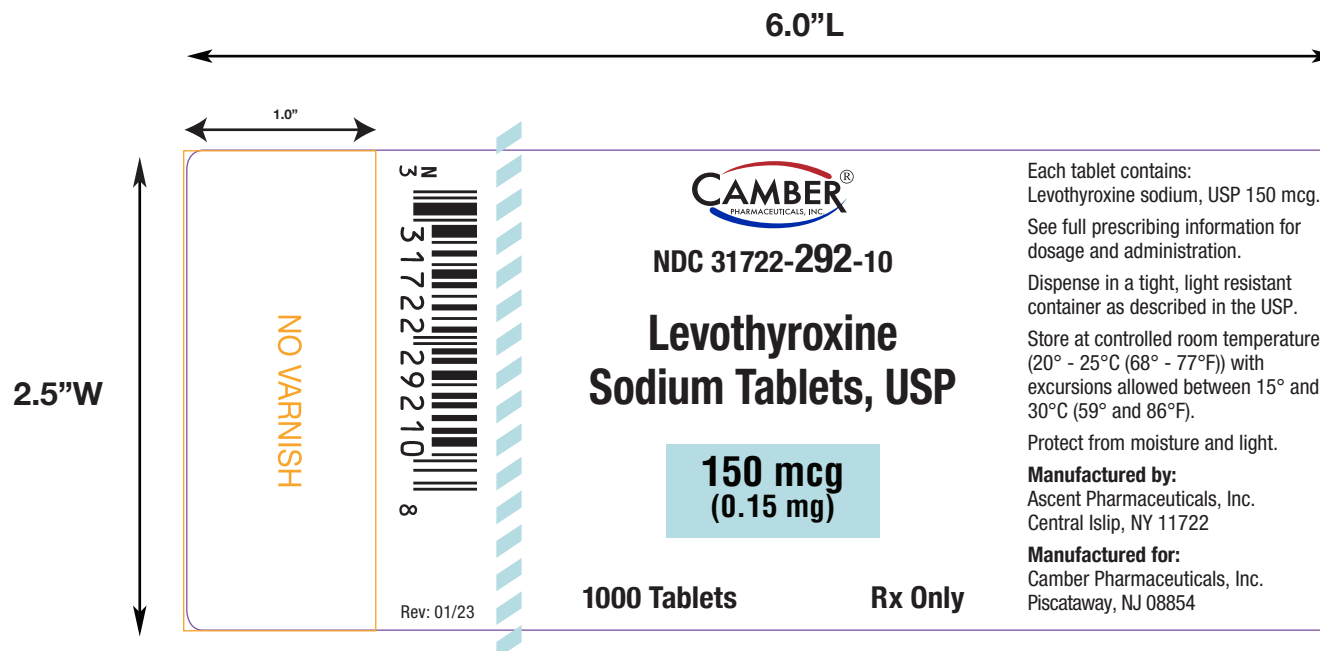 6.0”L
1.0”
2.5”W
NO VARNISH
N
3
31722 29210
8
Rev: 01/23
CAMBER®
PHARMACEUTICALS, INC.
NDC 31722-292-10
Levothyroxine
Sodium Tablets, USP
150 mcg
(0.15 mg)
1000 Tablets
Rx Only
Each tablet contains:
Levothyroxine sodium, USP 150 mcg.
See full prescribing information for
dosage and administration.
Dispense in a tight, light resistant
container as described in the USP.
Store at controlled room temperature
(20° - 25°C (68° - 77°F)) with
excursions allowed between 15° and
30°C (59° and 86°F).
Protect from moisture and light.
Manufactured by:
Ascent Pharmaceuticals, Inc.
Central Islip, NY 11722
Manufactured for:
Camber Pharmaceuticals, Inc.
Piscataway, NJ 08854